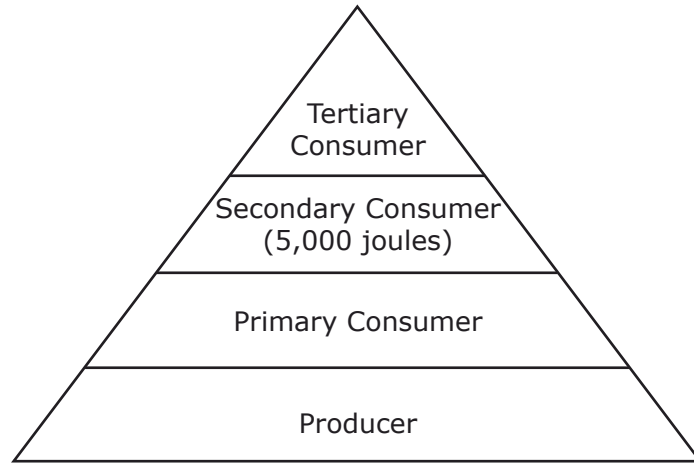 Tertiary
Consumer
Secondary Consumer
(5,000 joules)
Primary Consumer
Producer